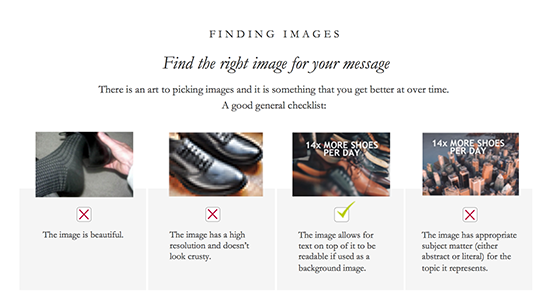 FINDING IMAGES
Find the right image for your message
There is an art to picking images and it is something that you get better at over time.
A good general checklist:
14x MORE SHOES
PER DAY
14x MORE SHOES
PER DAY
The image is beautiful.
The image has a high
resolution and doesn't
look crusty.
The image allows for
text on top of it to be
readable if used as a
background image.
The image has appropriate
subject matter (either
abstract or literal) for the
topic it represents.